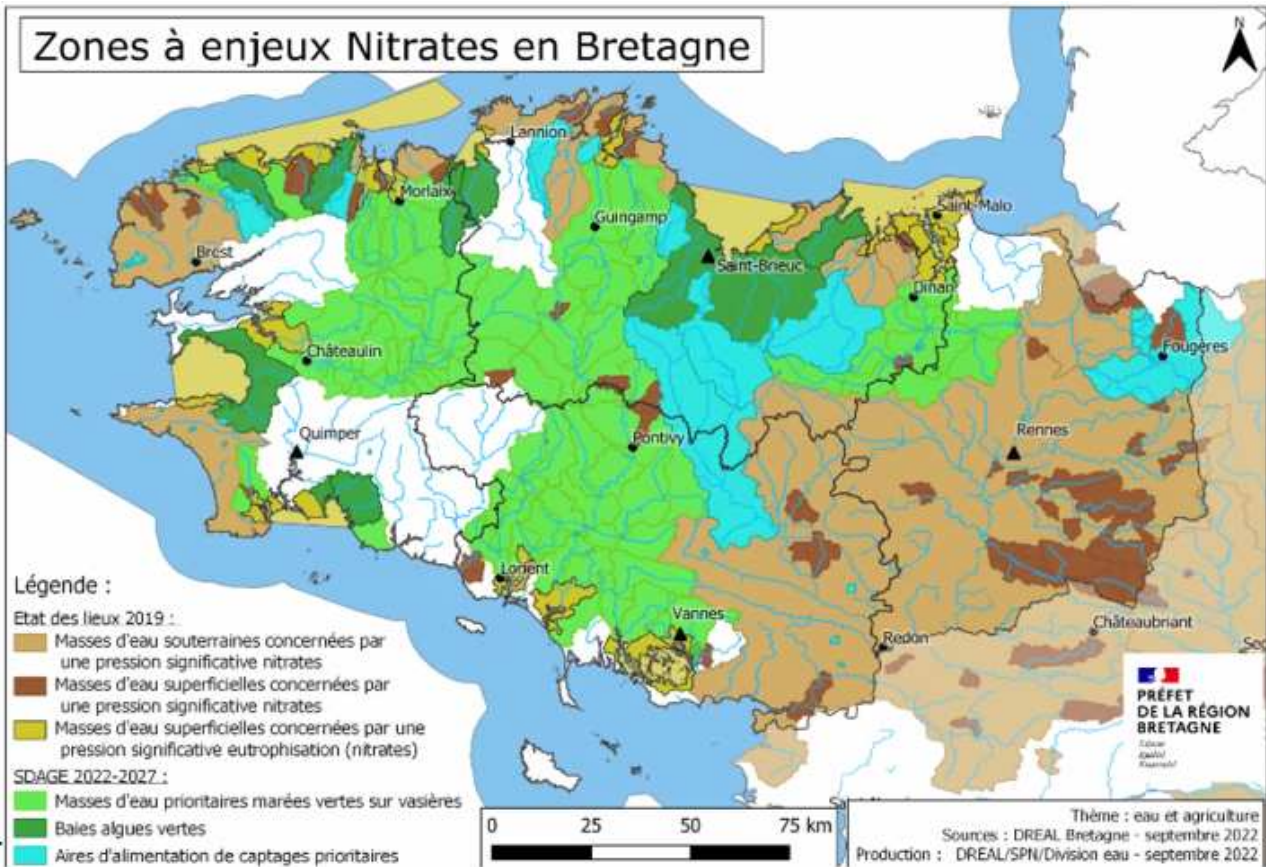 Zones à enjeux Nitrates en Bretagne
N
Lannion
Morlaix
Guingamp
Saint-Malo
Brest
Saint-Brieuc
Dinan
Châteaulin
Fougères
Quimper
Pontivy
Rennes
Lorient
Vannes
Redon
Châteaubriant
Légende :
Etat des lieux 2019 :
Masses d'eau souterraines concernées par
une pression significative nitrates
Masses d'eau superficielles concernées par
une pression significative nitrates
Masses d'eau superficielles concernées par une
pression significative eutrophisation (nitrates)
SDAGE 2022-2027 :
Masses d'eau prioritaires marées vertes sur vasières
Baies algues vertes
Aires d'alimentation de captages prioritaires
0 25 50 75 km
PRÉFET
DE LA RÉGION
BRETAGNE
Liberté
Égalité
Fraternité
Thème : eau et agriculture
Sources : DREAL Bretagne - septembre 2022
Production : DREAL/SPN/Division eau - septembre 2022